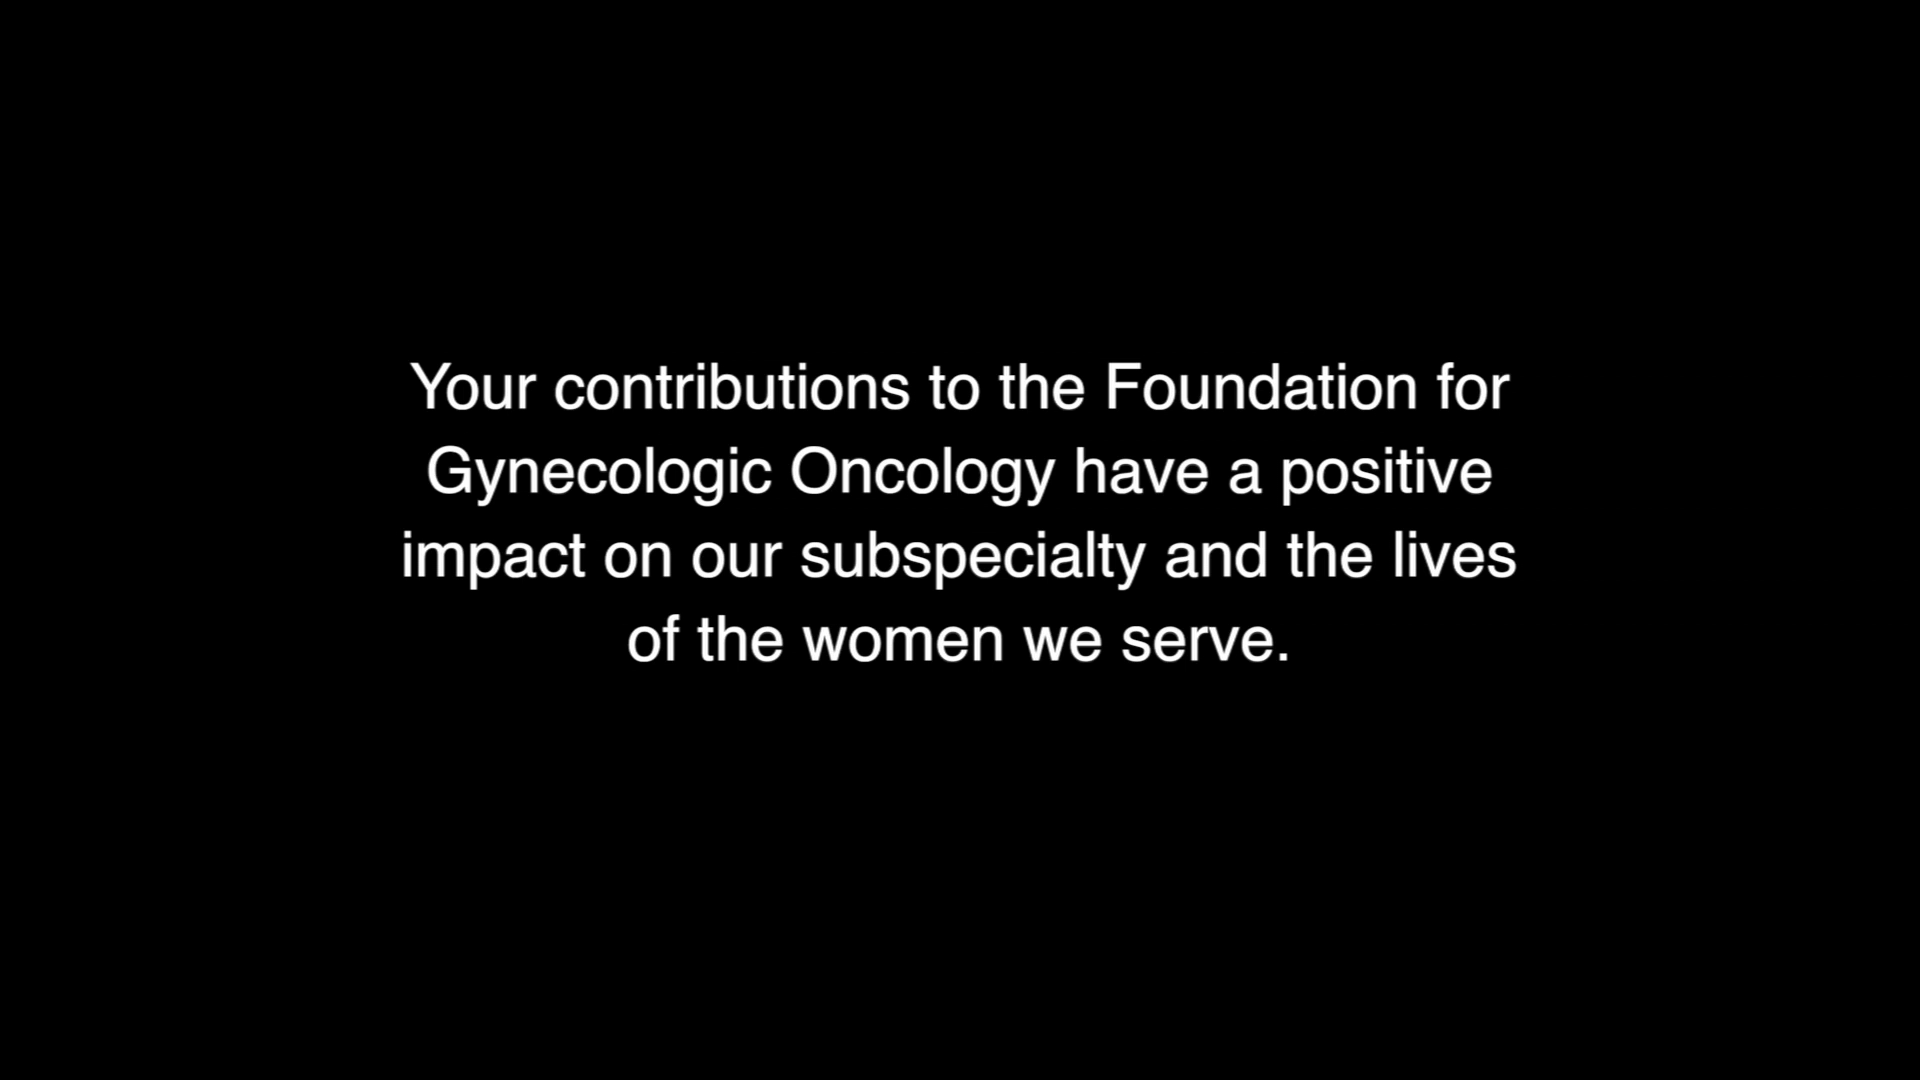 Your contributions to the Foundation for
Gynecologic Oncology have a positive
impact on our subspecialty and the lives
of the women we serve.